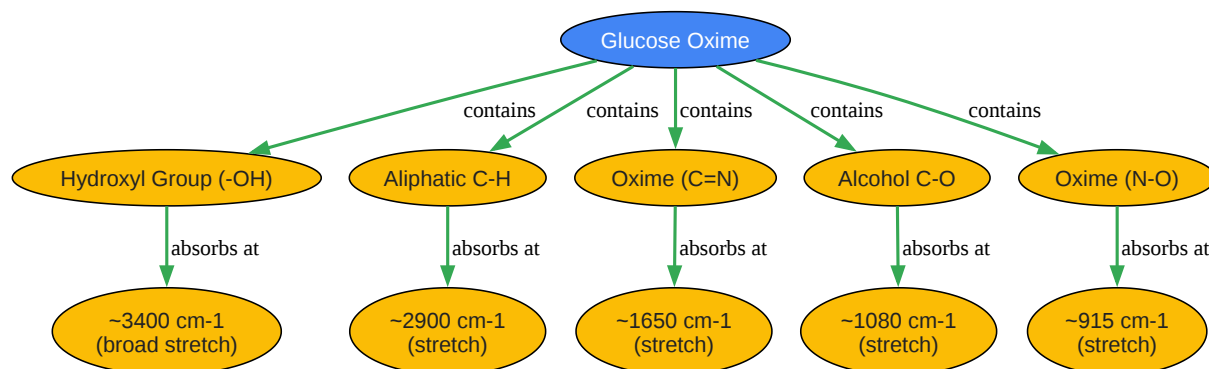 Glucose Oxime
contains
contains
contains
contains
contains
Hydroxyl Group (-OH)
Aliphatic C-H
Oxime (C=N)
Alcohol C-O
Oxime (N-O)
absorbs at
absorbs at
absorbs at
absorbs at
absorbs at
~3400 cm-1
(broad stretch)
~2900 cm-1
(stretch)
~1650 cm-1
(stretch)
~1080 cm-1
(stretch)
~915 cm-1
(stretch)